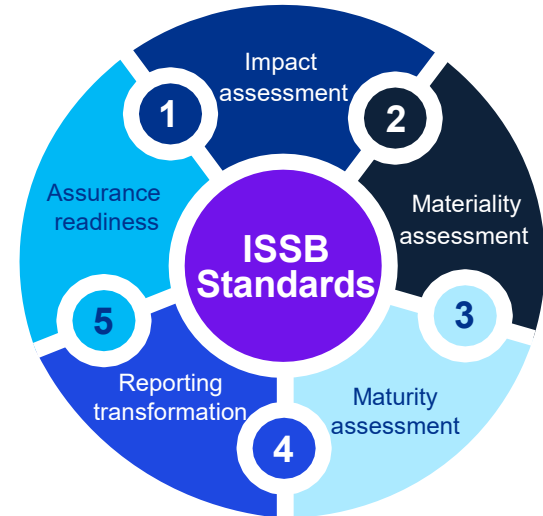 ISSB
Standards
1
Impact
assessment
2
Materiality
assessment
3
Maturity
assessment
4
Reporting
transformation
5
Assurance
readiness